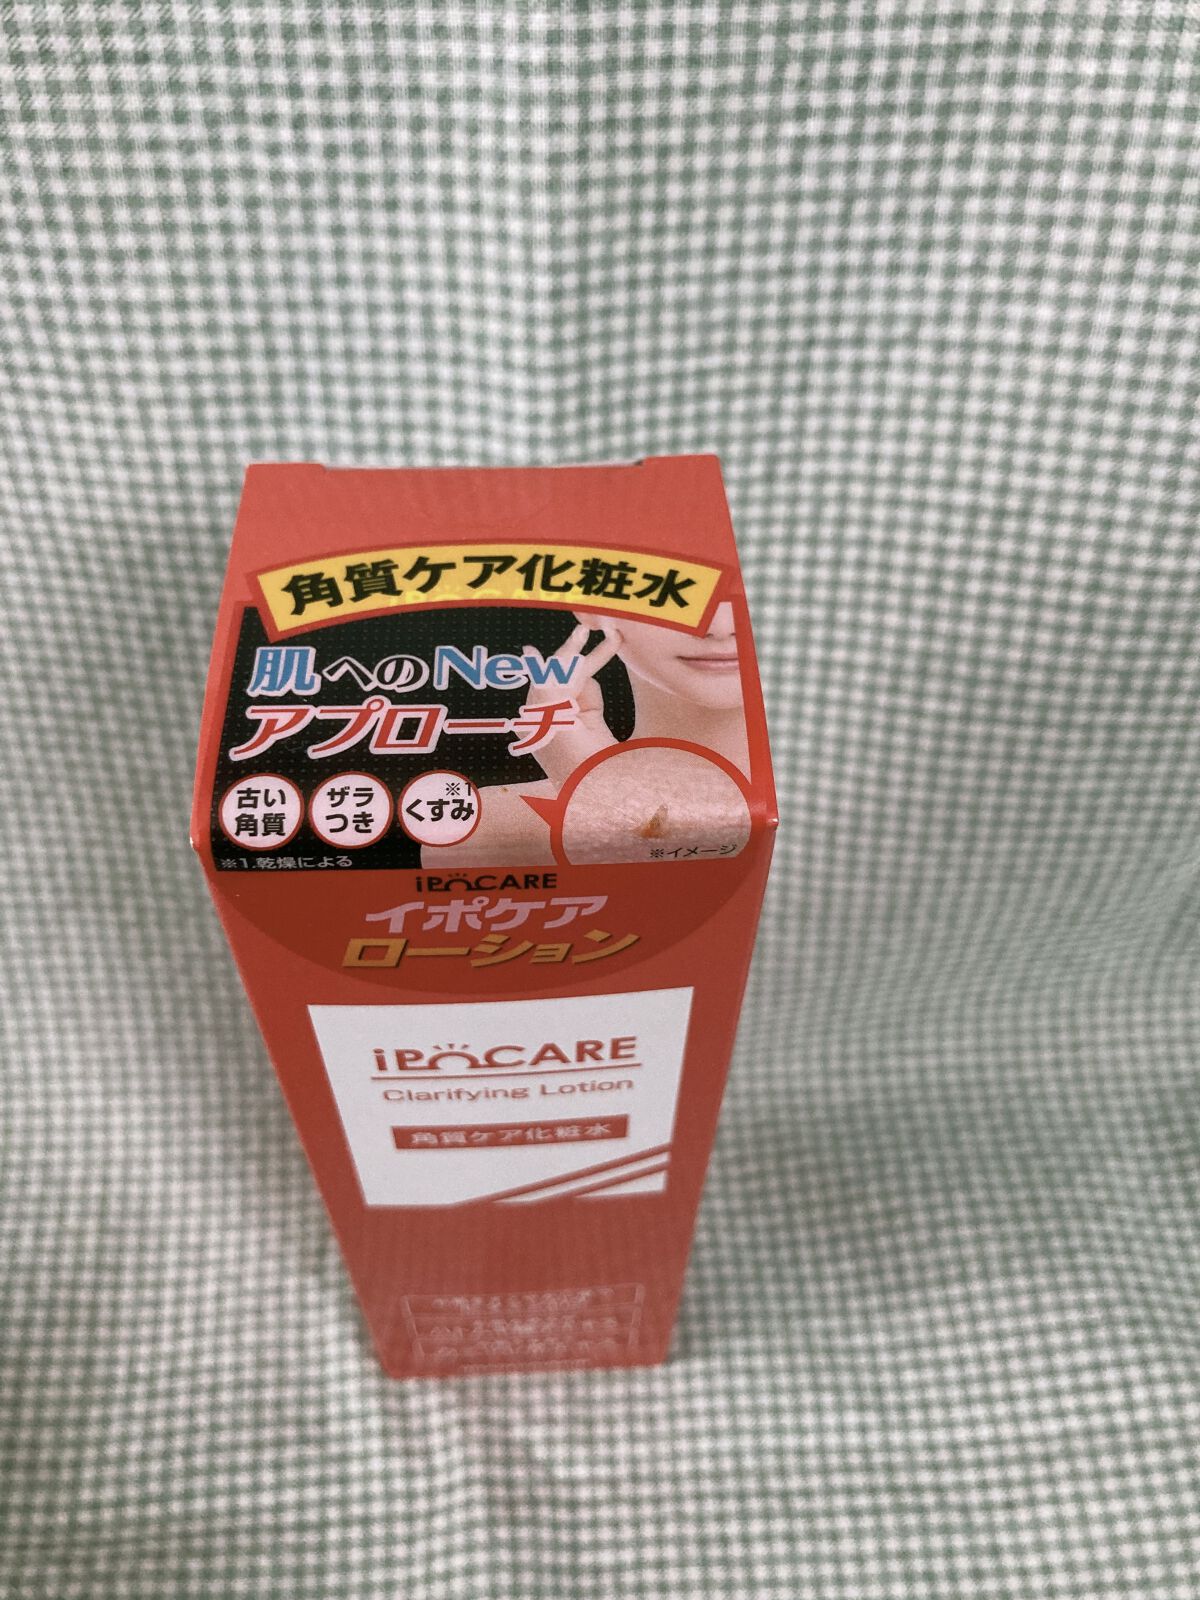 角質ケア化粧水
肌へのNew
アプローチ
古い
角質
ザラ
つき
※1
くすみ
※イメージ
※1.乾燥による
iPOCARE
イポケア
ローション
iPOCARE
Clarifying Lotion
角質ケア化粧水